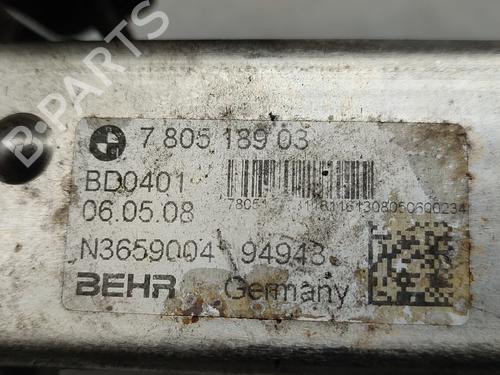 B-PARTS
7 805 189 03
BD0401
06.05.08
N3659004 94943
BEHR Germany